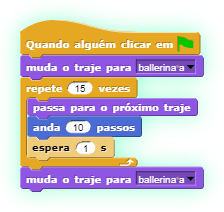 Quando alguém clicar em
muda o traje para ballerina*a
repete 15 vezes
passa para o próximo traje
anda 10 passos
espera 1 s
muda o traje para ballerina*a